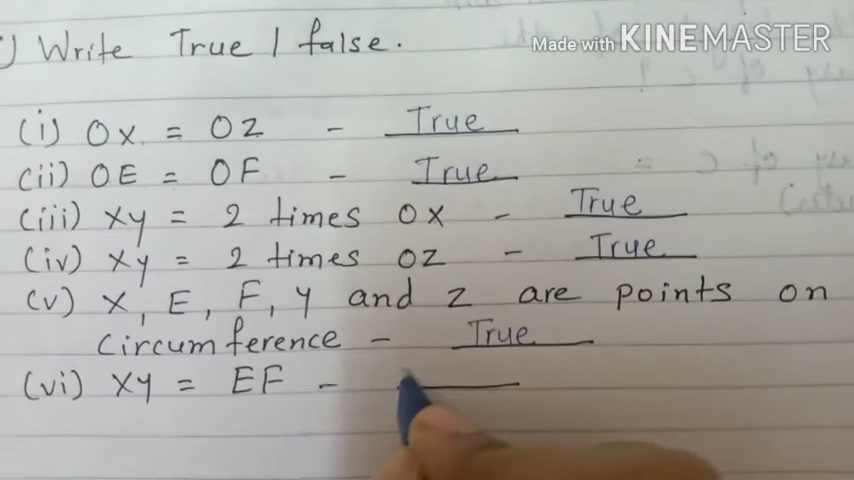 ) Write True / false.
Made with KINEMASTER
(i) OX = OZ - True
(ii) OE = OF - True
(iii) XY = 2 times OX - True
(iv) XY = 2 times OZ - True
(v) X, E, F, Y and Z are points on
Circumference - True
(vi) XY = EF -